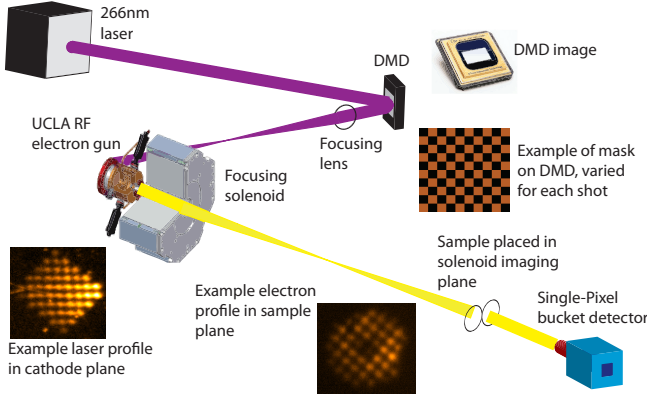 266nm
laser
DMD
DMD image
UCLA RF
electron gun
Focusing
lens
Focusing
solenoid
Example of mask
on DMD, varied
for each shot
Sample placed in
solenoid imaging
plane
Example electron
profile in sample
plane
Single-Pixel
bucket detector
Example laser profile
in cathode plane